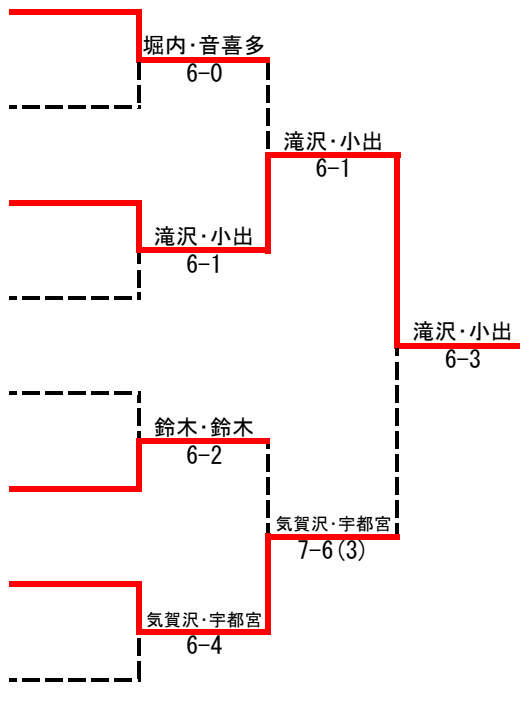 堀内・音喜多
6-0
滝沢・小出
6-1
滝沢・小出
6-1
滝沢・小出
6-3
鈴木・鈴木
6-2
気賀沢・宇都宮
7-6(3)
気賀沢・宇都宮
6-4